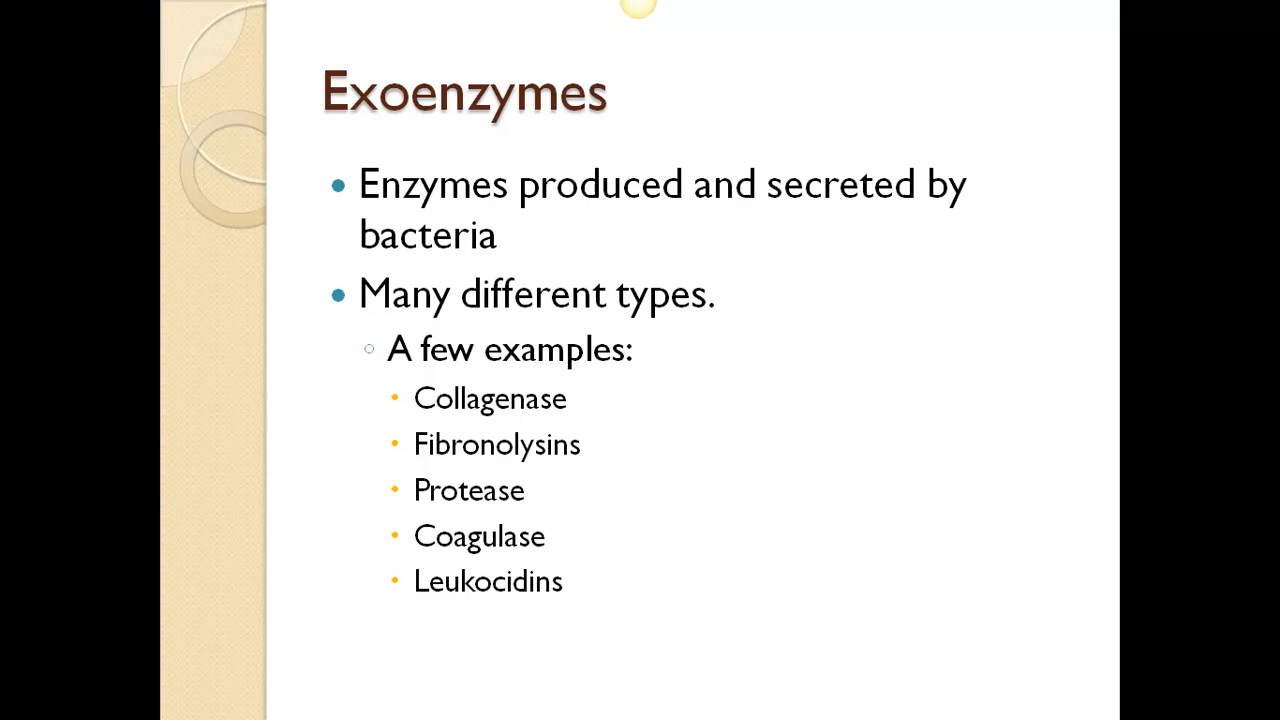 Exoenzymes
Enzymes produced and secreted by
bacteria
Many different types.
A few examples:
Collagenase
Fibronolysins
Protease
Coagulase
Leukocidins